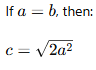 If a = b, then:
c = √2a²